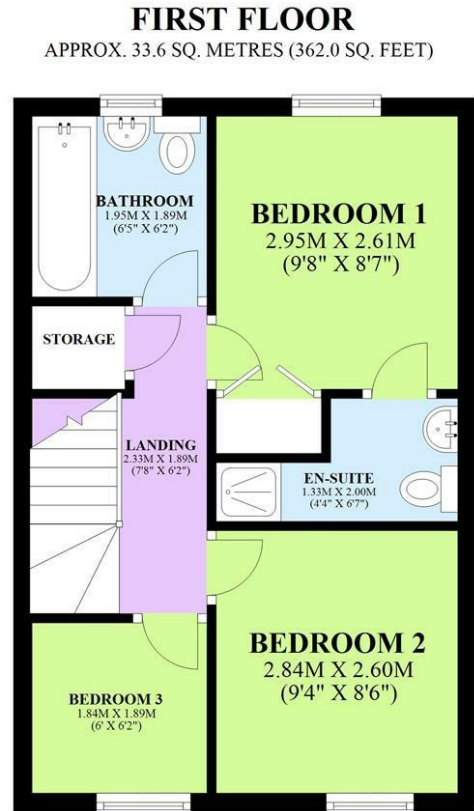 FIRST FLOOR
APPROX. 33.6 SQ. METRES (362.0 SQ. FEET)
BATHROOM
1.95M X 1.89M
(6'5" X 6'2")
BEDROOM 1
2.95M X 2.61M
(9'8" X 8'7")
STORAGE
LANDING
2.33M X 1.89M
(7'8" X 6'2")
EN-SUITE
1.33M X 2.00M
(4'4" X 6'7")
BEDROOM 2
2.84M X 2.60M
(9'4" X 8'6")
BEDROOM 3
1.84M X 1.89M
(6' X 6'2")